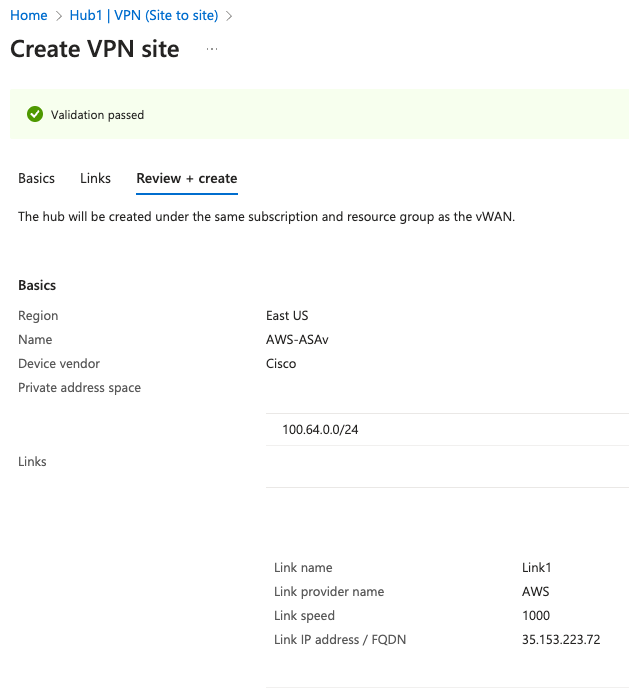 Home > Hub1 | VPN (Site to site) >
Create VPN site ...
Validation passed
Basics Links Review + create
The hub will be created under the same subscription and resource group as the vWAN.
Basics
Region East US
Name AWS-ASAv
Device vendor Cisco
Private address space
100.64.0.0/24
Links
Link name Link1
Link provider name AWS
Link speed 1000
Link IP address / FQDN 35.153.223.72